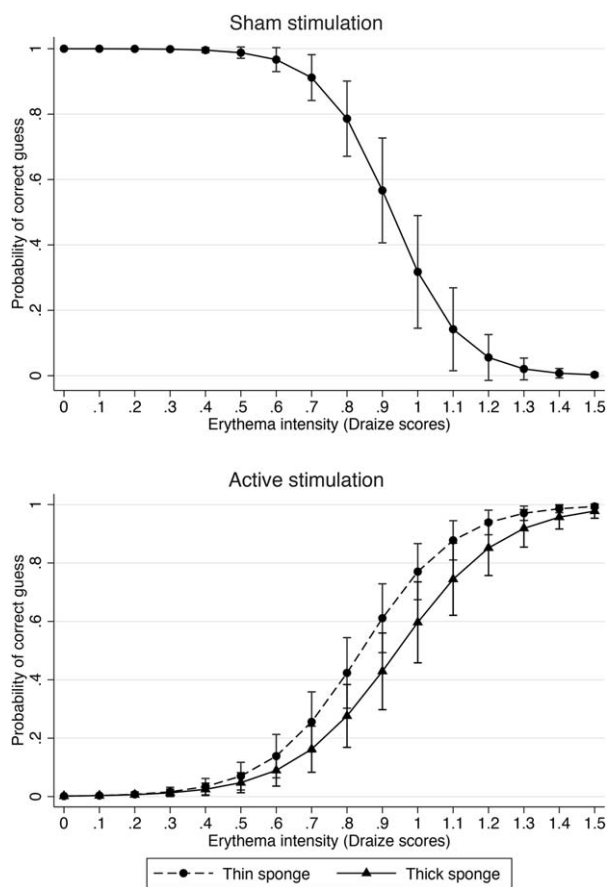 Sham stimulation
Probability of correct guess
1
.8
.6
.4
.2
0
0 .1 .2 .3 .4 .5 .6 .7 .8 .9 1 1.1 1.2 1.3 1.4 1.5
Erythema intensity (Draize scores)
Active stimulation
Probability of correct guess
1
.8
.6
.4
.2
0
0 .1 .2 .3 .4 .5 .6 .7 .8 .9 1 1.1 1.2 1.3 1.4 1.5
Erythema intensity (Draize scores)
Thin sponge Thick sponge